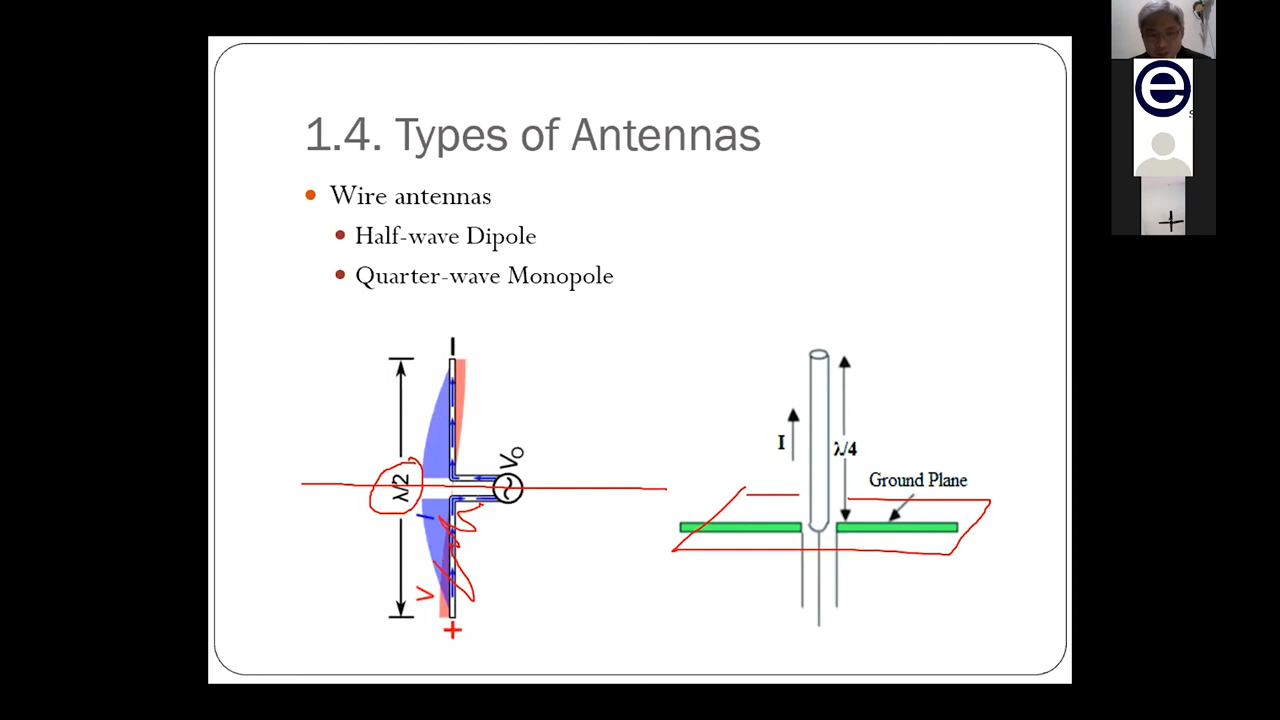 1.4. Types of Antennas
Wire antennas
Half-wave Dipole
Quarter-wave Monopole
λ/2
I
V
+
V₀
I
λ/4
Ground Plane
e
s